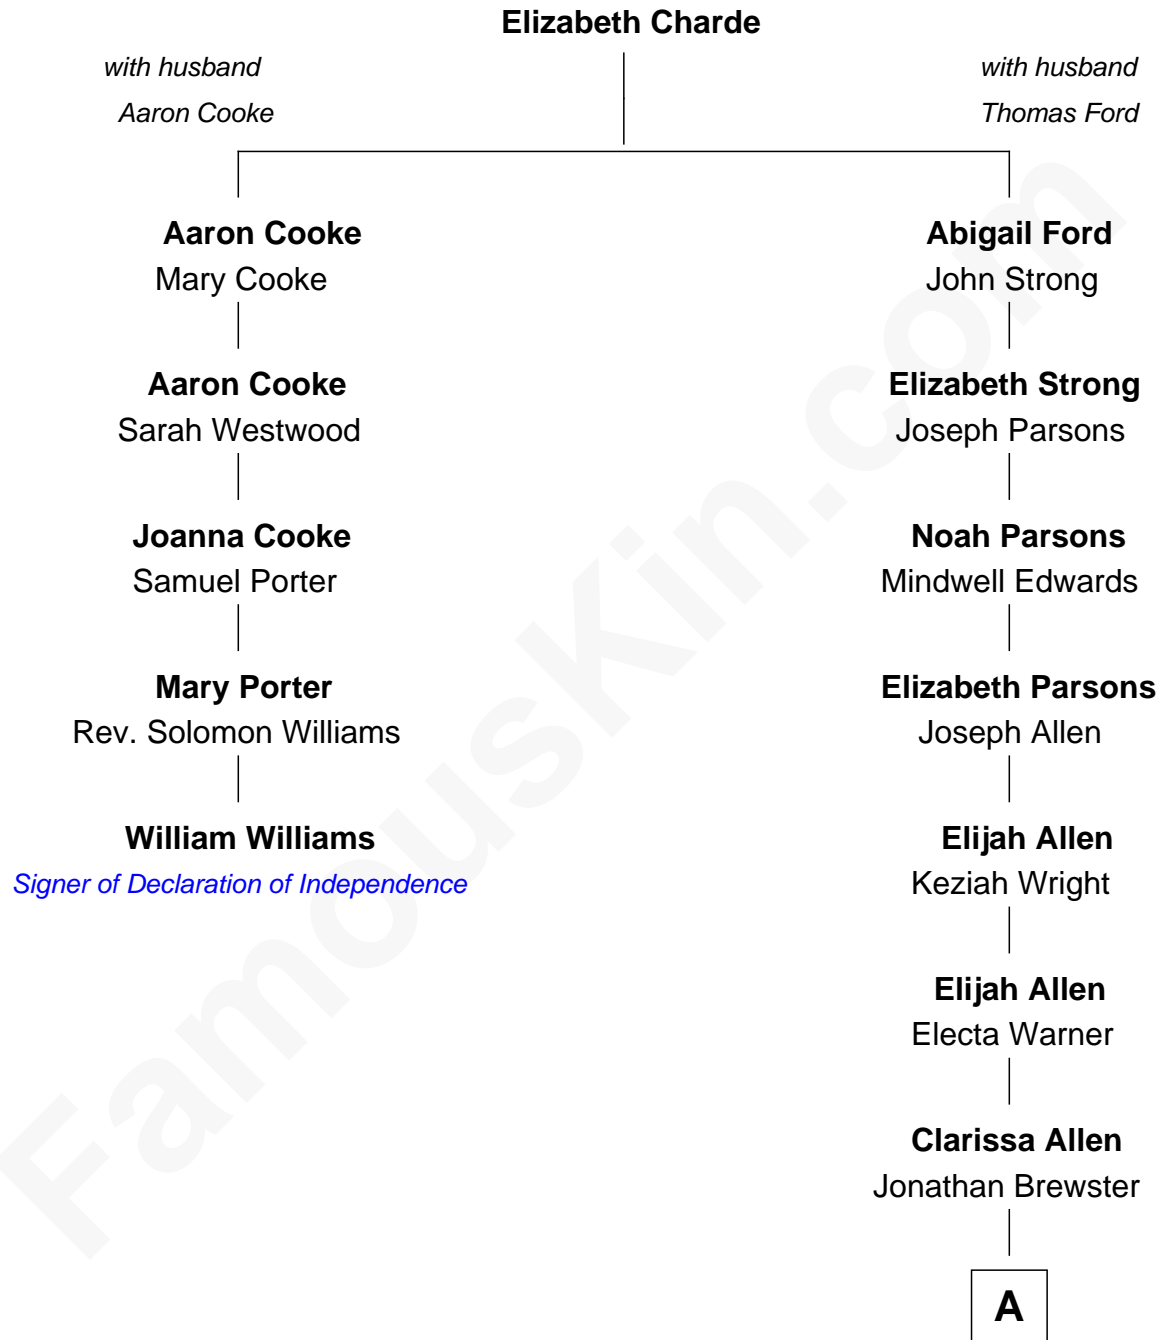 Elizabeth Charde
with husband
Aaron Cooke
with husband
Thomas Ford
Aaron Cooke
Mary Cooke
Abigail Ford
John Strong
Aaron Cooke
Sarah Westwood
Elizabeth Strong
Joseph Parsons
Joanna Cooke
Samuel Porter
Noah Parsons
Mindwell Edwards
Mary Porter
Rev. Solomon Williams
Elizabeth Parsons
Joseph Allen
William Williams
Signer of Declaration of Independence
Elijah Allen
Keziah Wright
Elijah Allen
Electa Warner
Clarissa Allen
Jonathan Brewster
A
FamousKin.com